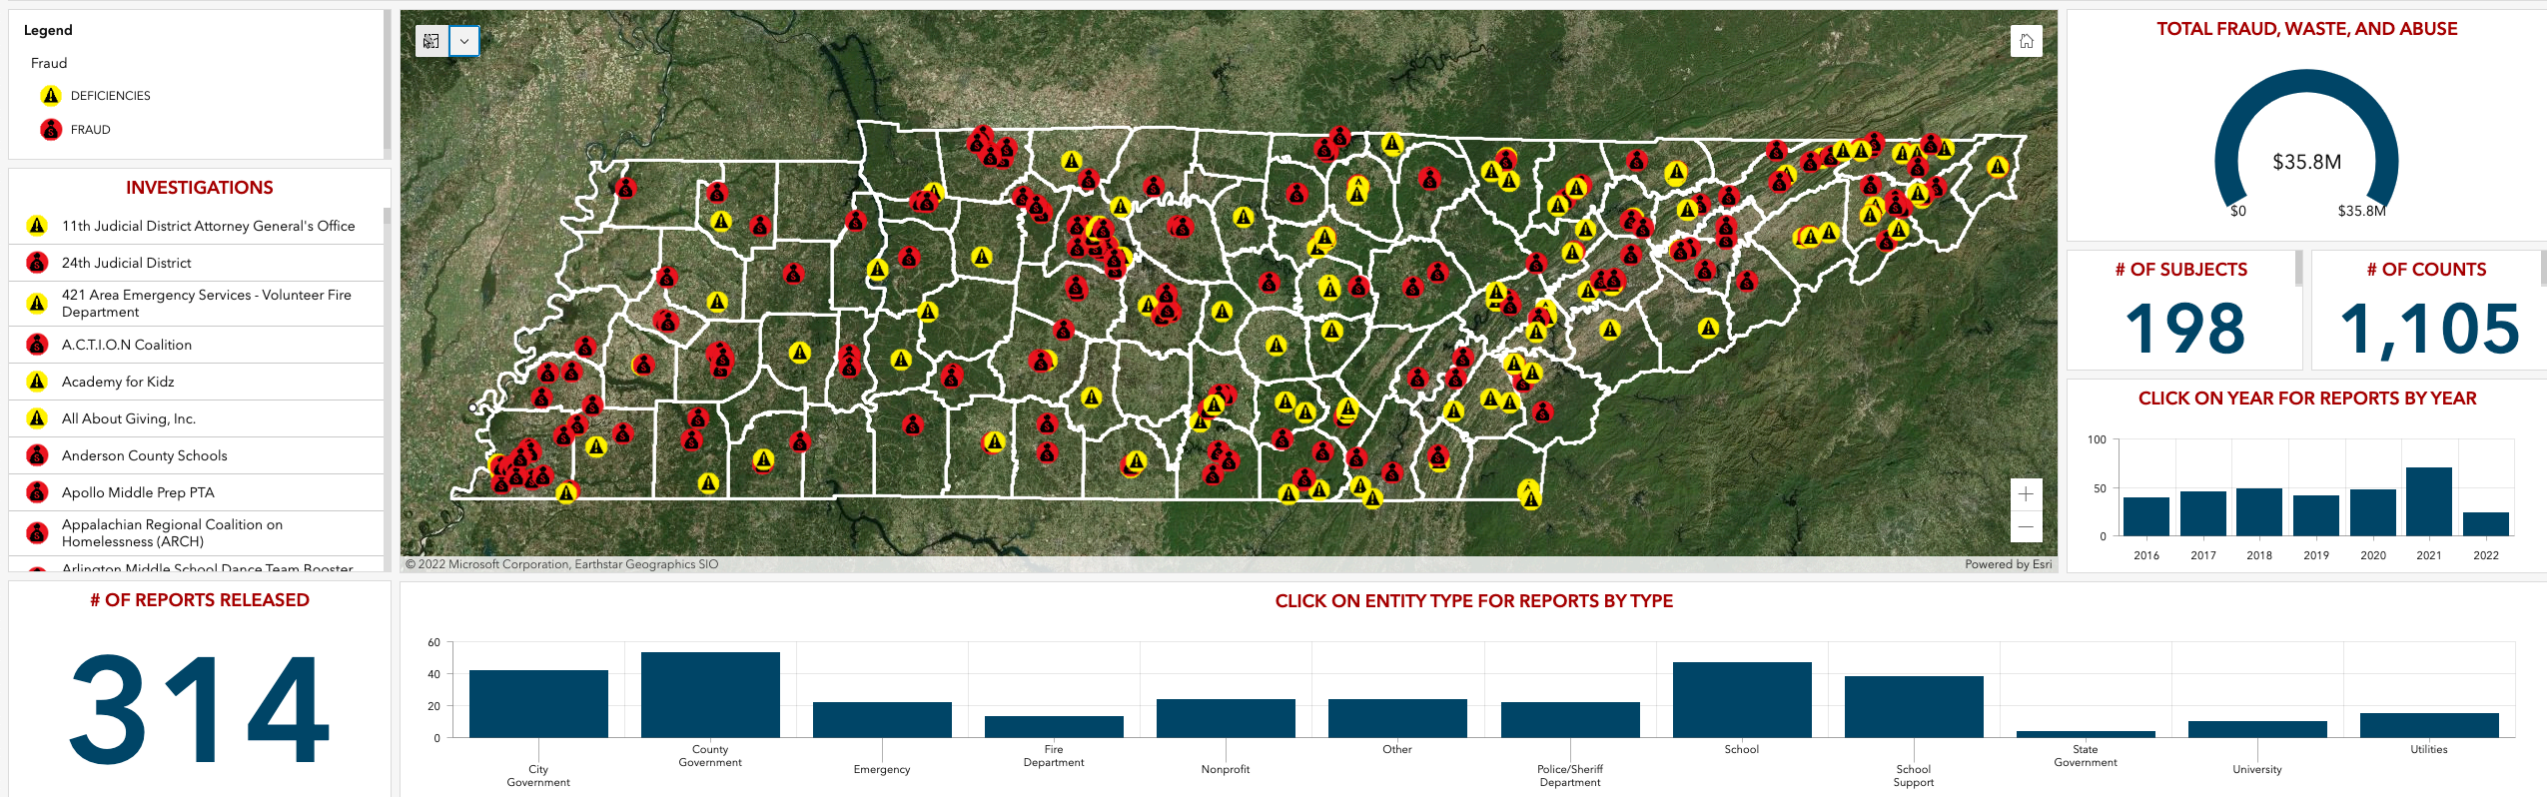 Legend
Fraud
DEFICIENCIES
FRAUD
INVESTIGATIONS
11th Judicial District Attorney General's Office
24th Judicial District
421 Area Emergency Services - Volunteer Fire
Department
A.C.T.I.O.N Coalition
Academy for Kidz
All About Giving, Inc.
Anderson County Schools
Apollo Middle Prep PTA
Appalachian Regional Coalition on
Homelessness (ARCH)
Arlington Middle School Dance Team Booster
# OF REPORTS RELEASED
314
© 2022 Microsoft Corporation, Earthstar Geographics SIO
Powered by Esri
TOTAL FRAUD, WASTE, AND ABUSE
$35.8M
$0
$35.8M
# OF SUBJECTS
198
# OF COUNTS
1,105
CLICK ON YEAR FOR REPORTS BY YEAR
100
50
0
2016 2017 2018 2019 2020 2021 2022
CLICK ON ENTITY TYPE FOR REPORTS BY TYPE
60
40
20
0
City
Government
County
Government
Emergency
Fire
Department
Nonprofit
Other
Police/Sheriff
Department
School
School
Support
State
Government
University
Utilities